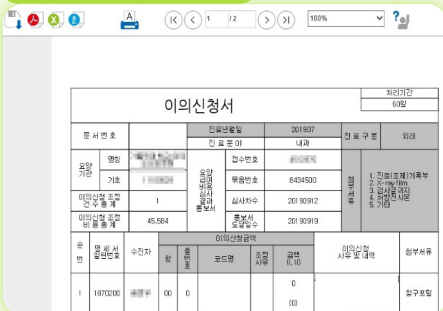 1 / 2
100%
이의신청서
처리기간
60일
문서번호
진료년월일
201907
진료구분
외래
진료분야
내과
요양기관
명칭
요양급여비용심사결과통보서
접수번호
첨부서류
1. 진료(조제)기록부
2. X-ray film
3. 검사결과지
4. 처방전사본
5. 기타
기호
묶음번호
8434500
이의신청 조정건수 총계
1
심사차수
20190912
이의신청 조정비용 총계
45,584
통보서도달일수
20190919
순번
명세서일련번호
수진자
이의신청금액
이의신청사유 및 내역
첨부서류
항
줄번호
코드명
조정사유
금액(I, II)
1
1870200
00
0
0
(0)
청구포털